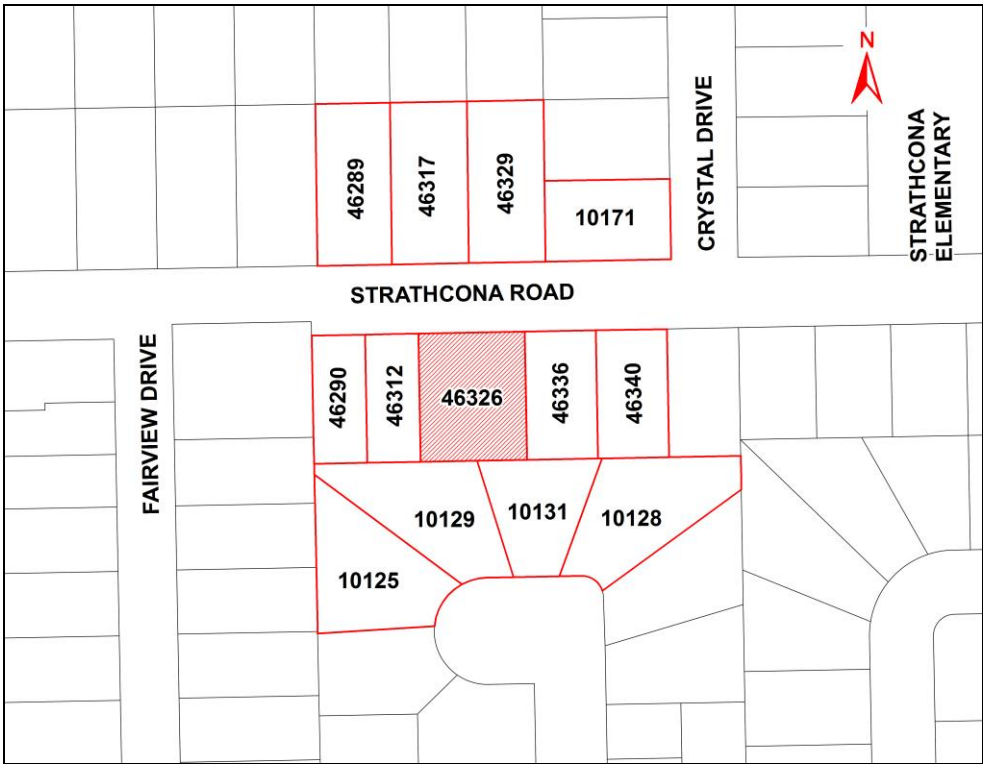 N
46289
46317
46329
10171
CRYSTAL DRIVE
STRATHCONA
ELEMENTARY
STRATHCONA ROAD
FAIRVIEW DRIVE
46290
46312
46326
46336
46340
10129
10131
10128
10125